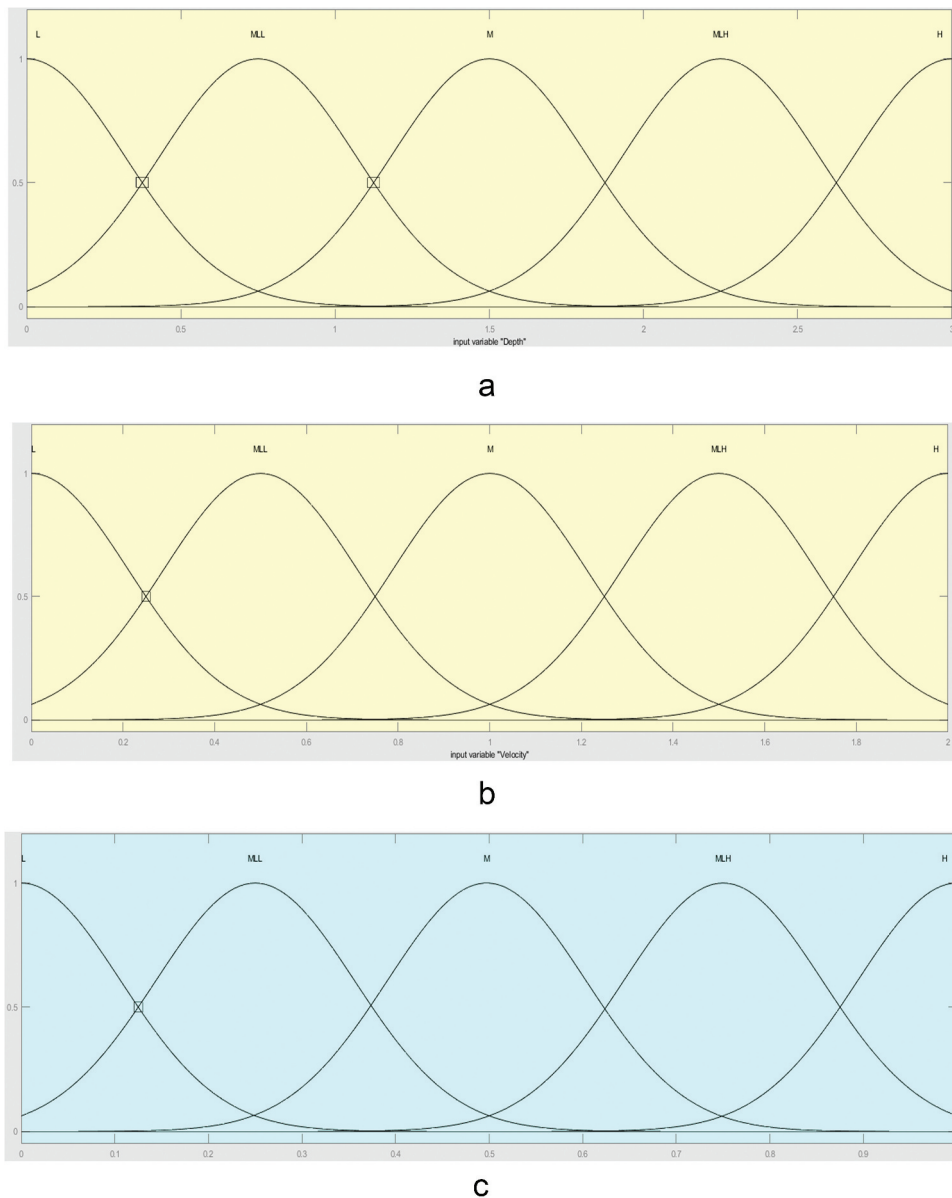 L MLL M MLH H
1
0.5
0
0 0.5 1 1.5 2 2.5 3
input variable "Depth"
a
L MLL M MLH H
1
0.5
0
0 0.2 0.4 0.6 0.8 1 1.2 1.4 1.6 1.8 2
input variable "Velocity"
b
L MLL M MLH H
1
0.5
0
0 0.1 0.2 0.3 0.4 0.5 0.6 0.7 0.8 0.9
c